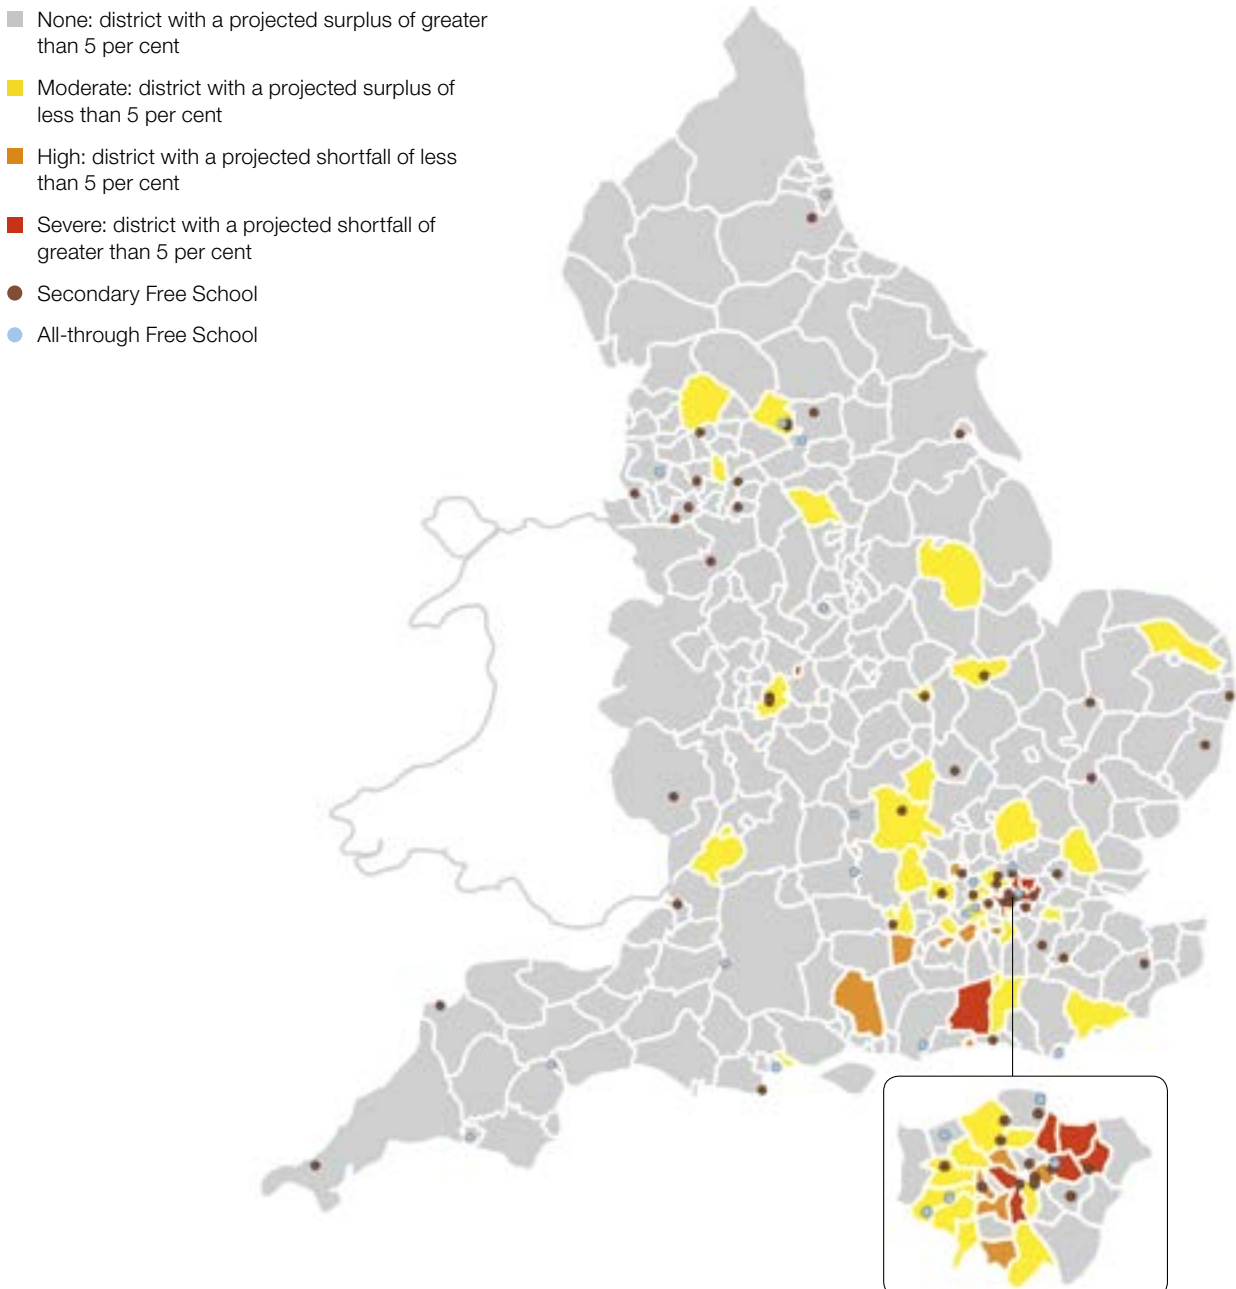 None: district with a projected surplus of greater
than 5 per cent
Moderate: district with a projected surplus of
less than 5 per cent
High: district with a projected shortfall of less
than 5 per cent
Severe: district with a projected shortfall of
greater than 5 per cent
Secondary Free School
All-through Free School